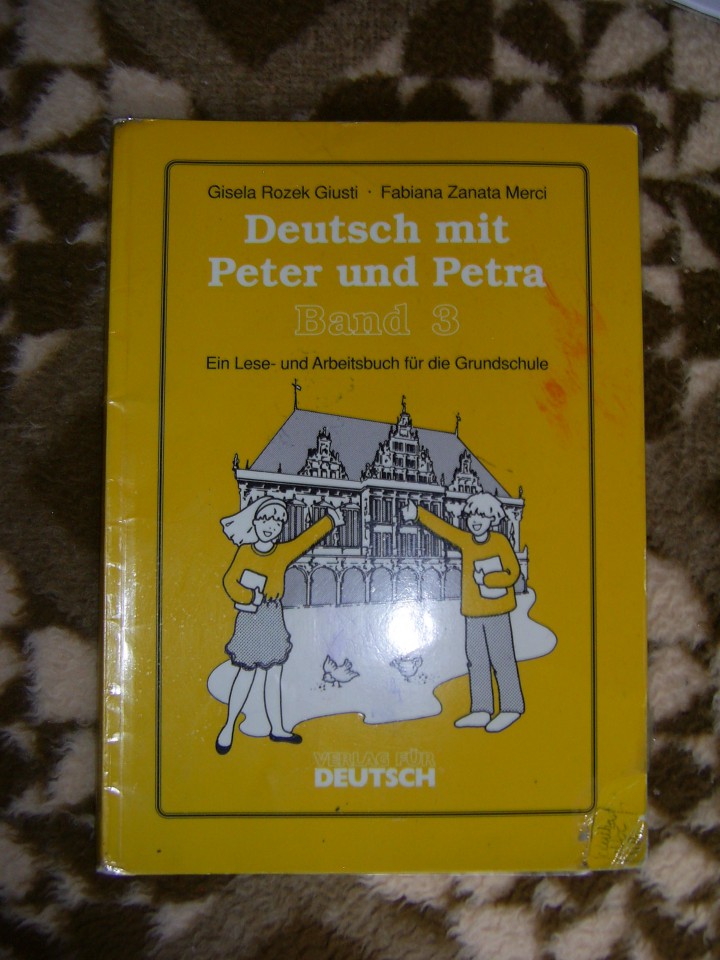 Gisela Rozek Giusti · Fabiana Zanata Merci
Deutsch mit
Peter und Petra
Band 3
Ein Lese- und Arbeitsbuch für die Grundschule
VERLAG FÜR
DEUTSCH